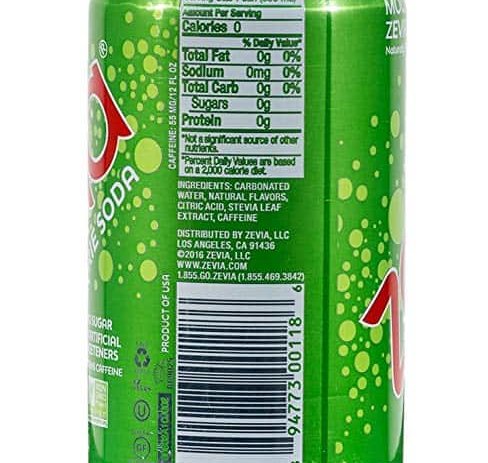 Amount Per Serving
Calories 0
% Daily Value*
Total Fat 0g 0%
Sodium 0mg 0%
Total Carb 0g 0%
Sugars 0g
Protein 0g
*Not a significant source of other
nutrients.
*Percent Daily Values are based
on a 2,000 calorie diet.
CAFFEINE: 55 MG/12 FL OZ
INGREDIENTS: CARBONATED
WATER, NATURAL FLAVORS,
CITRIC ACID, STEVIA LEAF
EXTRACT, CAFFEINE
DISTRIBUTED BY ZEVIA, LLC
LOS ANGELES, CA 91436
©2016 ZEVIA, LLC
WWW.ZEVIA.COM
1.855.GO.ZEVIA (1.855.469.3842)
PRODUCT OF USA
94773 00118 6
®
SODA
SUGAR
CAFFEINE
ZEV
GF
U